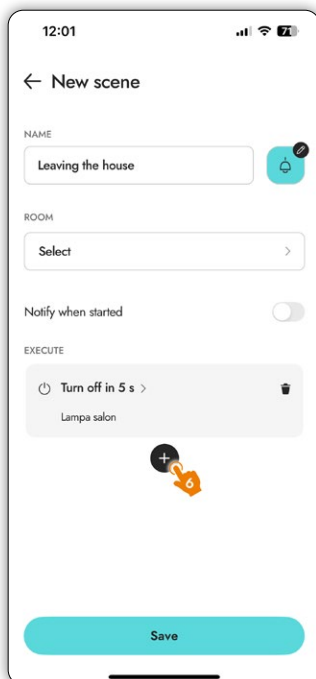 12:01
71
New scene
NAME
Leaving the house
ROOM
Select
Notify when started
EXECUTE
Turn off in 5 s
Lampa salon
6
Save